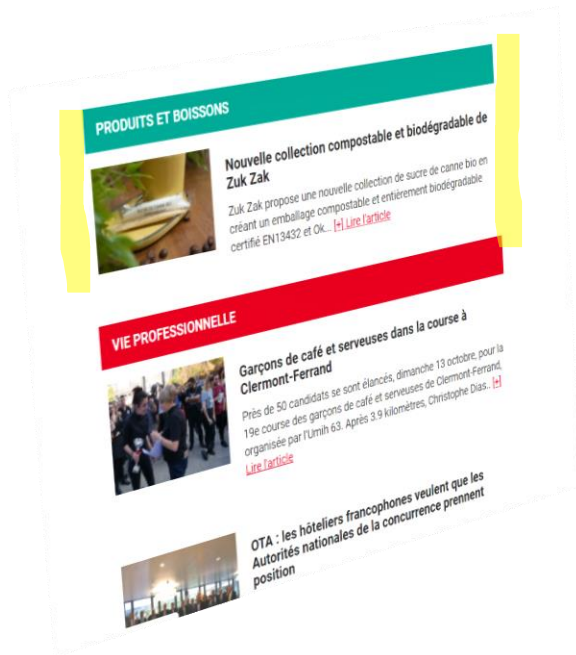 PRODUITS ET BOISSONS
Nouvelle collection compostable et biodégradable de
Zuk Zak
Zuk Zak propose une nouvelle collection de sucre de canne bio en
créant un emballage compostable et entièrement biodégradable
certifié EN13432 et Ok... [+] Lire l'article
VIE PROFESSIONNELLE
Garçons de café et serveuses dans la course à
Clermont-Ferrand
Près de 50 candidats se sont élancés, dimanche 13 octobre, pour la
19e course des garçons de café et serveuses de Clermont-Ferrand,
organisée par l'Umih 63. Après 3.9 kilomètres, Christophe Dias.. [+]
Lire l'article
OTA : les hôteliers francophones veulent que les
Autorités nationales de la concurrence prennent
position